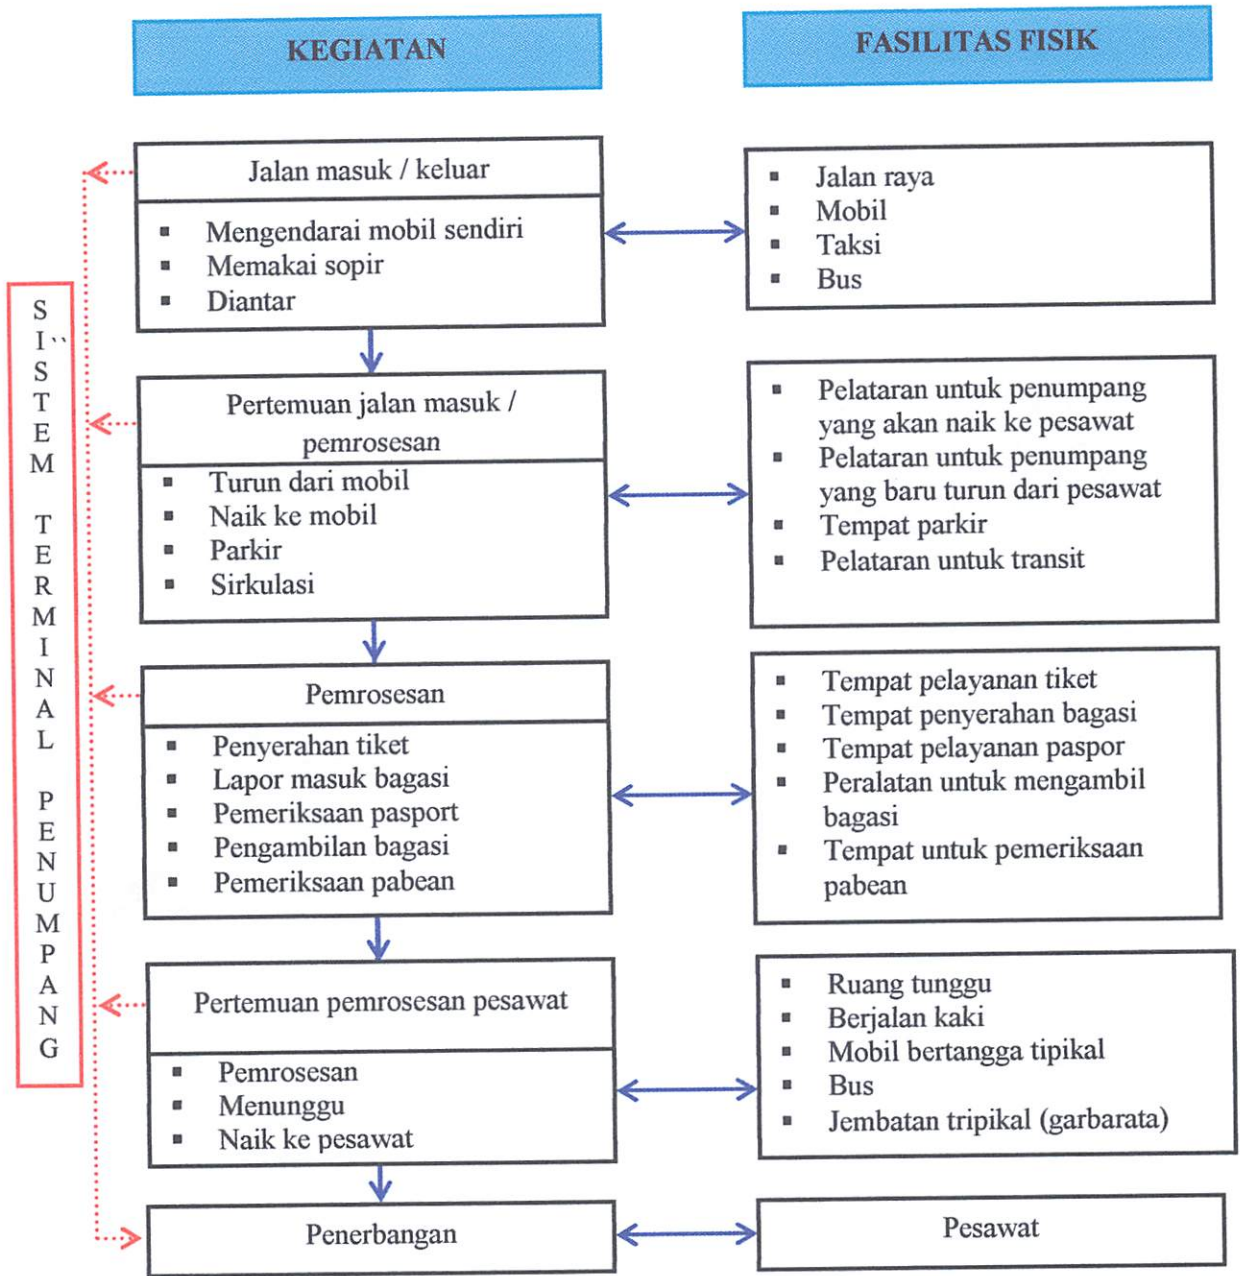 KEGIATAN
FASILITAS FISIK
SISTEM TERMINAL PENUMPANG
Jalan masuk / keluar
▪ Mengendarai mobil sendiri
▪ Memakai sopir
▪ Diantar
▪ Jalan raya
▪ Mobil
▪ Taksi
▪ Bus
Pertemuan jalan masuk /
pemrosesan
▪ Turun dari mobil
▪ Naik ke mobil
▪ Parkir
▪ Sirkulasi
▪ Pelataran untuk penumpang
yang akan naik ke pesawat
▪ Pelataran untuk penumpang
yang baru turun dari pesawat
▪ Tempat parkir
▪ Pelataran untuk transit
Pemrosesan
▪ Penyerahan tiket
▪ Lapor masuk bagasi
▪ Pemeriksaan pasport
▪ Pengambilan bagasi
▪ Pemeriksaan pabean
▪ Tempat pelayanan tiket
▪ Tempat penyerahan bagasi
▪ Tempat pelayanan paspor
▪ Peralatan untuk mengambil
bagasi
▪ Tempat untuk pemeriksaan
pabean
Pertemuan pemrosesan pesawat
▪ Pemrosesan
▪ Menunggu
▪ Naik ke pesawat
▪ Ruang tunggu
▪ Berjalan kaki
▪ Mobil bertangga tipikal
▪ Bus
▪ Jembatan tripikal (garbarata)
Penerbangan
Pesawat